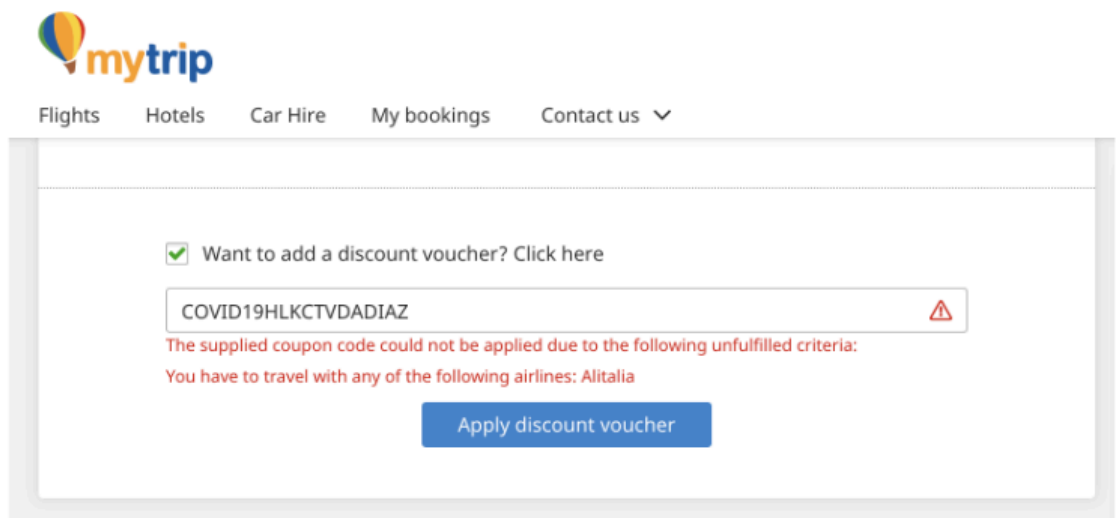 mytrip
Flights Hotels Car Hire My bookings Contact us
Want to add a discount voucher? Click here
COVID19HLKCTVDADIAZ
The supplied coupon code could not be applied due to the following unfulfilled criteria:
You have to travel with any of the following airlines: Alitalia
Apply discount voucher